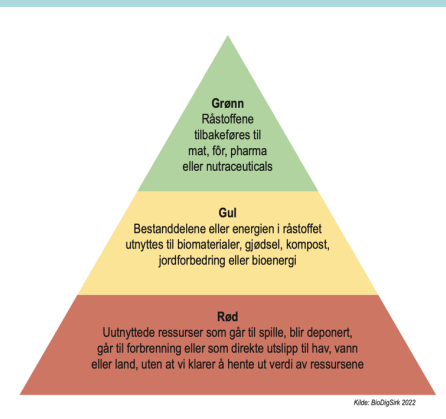 Grønn
Råstoffene
tilbakeføres til
mat, fôr, pharma
eller nutraceuticals
Gul
Bestanddelene eller energien i råstoffet
utnyttes til biomaterialer, gjødsel, kompost,
jordforbedring eller bioenergi
Rød
Uutnyttede ressurser som går til spille, blir deponert,
går til forbrenning eller som direkte utslipp til hav, vann
eller land, uten at vi klarer å hente ut verdi av ressursene
Kilde: BioDigSirk 2022